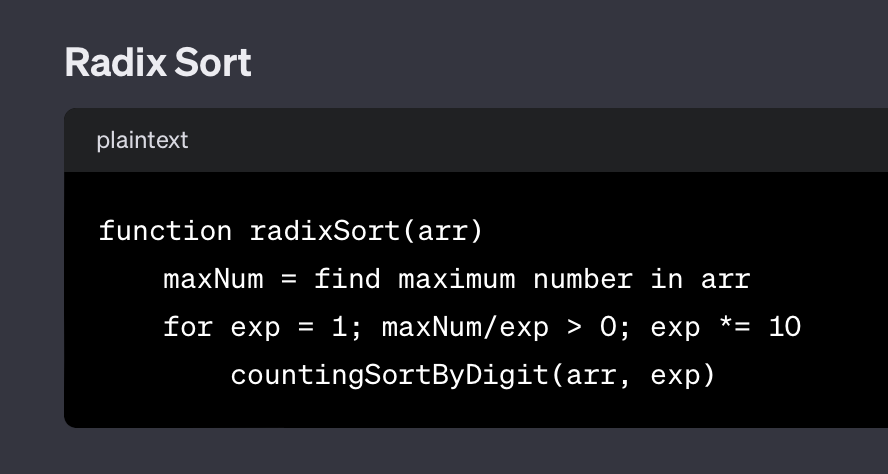 Radix Sort
plaintext
function radixSort(arr)
    maxNum = find maximum number in arr
    for exp = 1; maxNum/exp > 0; exp *= 10
        countingSortByDigit(arr, exp)